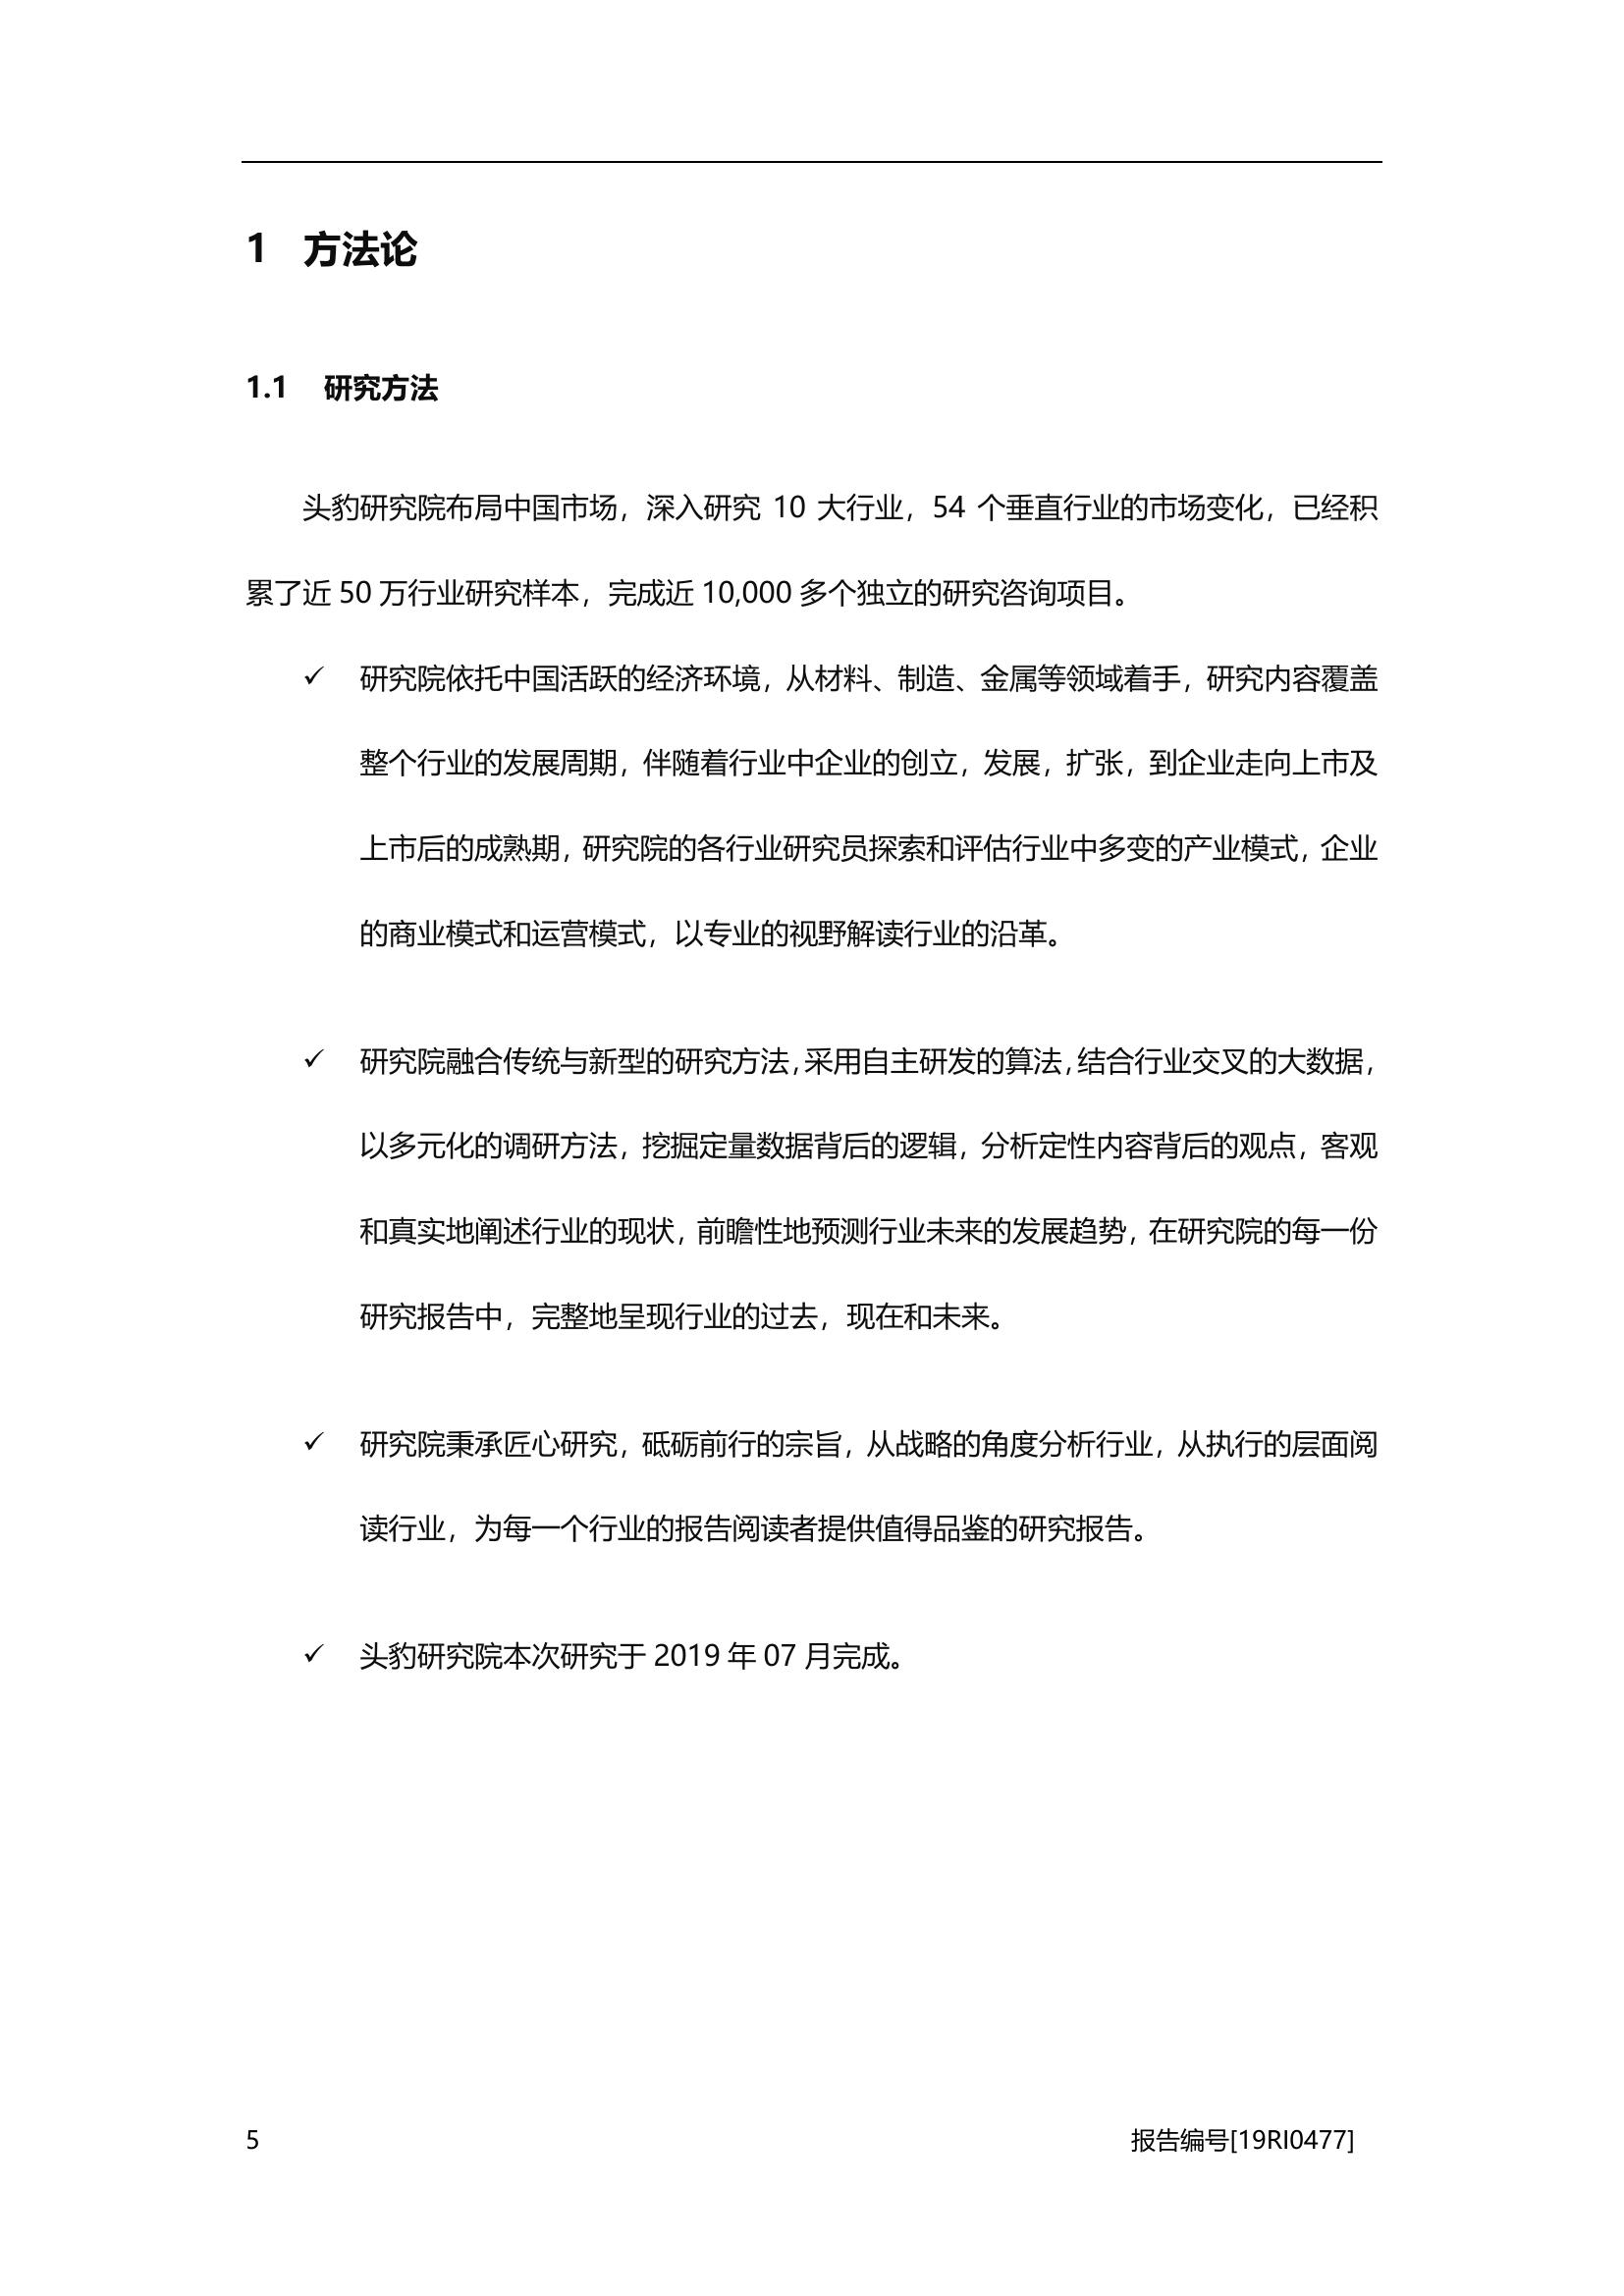 1 方法论
1.1 研究方法
头豹研究院布局中国市场，深入研究 10 大行业，54 个垂直行业的市场变化，已经积
累了近 50 万行业研究样本，完成近 10,000 多个独立的研究咨询项目。
✓ 研究院依托中国活跃的经济环境，从材料、制造、金属等领域着手，研究内容覆盖
整个行业的发展周期，伴随着行业中企业的创立，发展，扩张，到企业走向上市及
上市后的成熟期，研究院的各行业研究员探索和评估行业中多变的产业模式，企业
的商业模式和运营模式，以专业的视野解读行业的沿革。
✓ 研究院融合传统与新型的研究方法，采用自主研发的算法，结合行业交叉的大数据，
以多元化的调研方法，挖掘定量数据背后的逻辑，分析定性内容背后的观点，客观
和真实地阐述行业的现状，前瞻性地预测行业未来的发展趋势，在研究院的每一份
研究报告中，完整地呈现行业的过去，现在和未来。
✓ 研究院秉承匠心研究，砥砺前行的宗旨，从战略的角度分析行业，从执行的层面阅
读行业，为每一个行业的报告阅读者提供值得品鉴的研究报告。
✓ 头豹研究院本次研究于 2019 年 07 月完成。
5 报告编号[19RI0477]